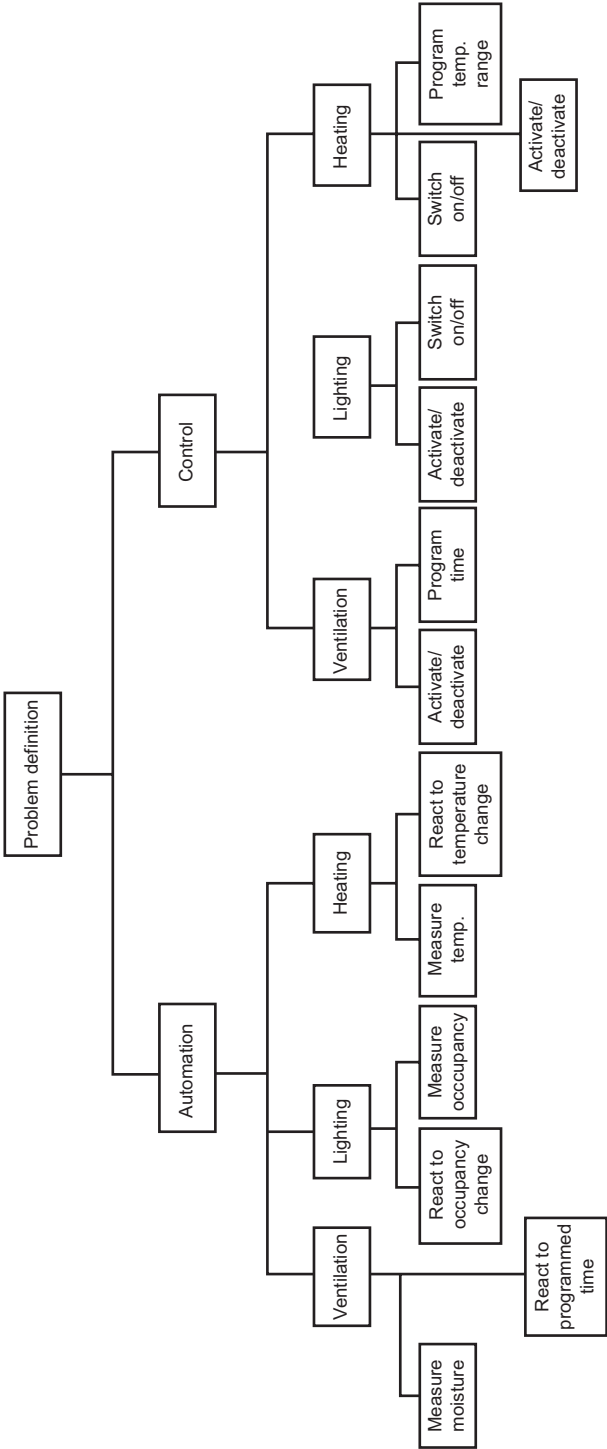 Problem definition
Automation
Control
Ventilation
Lighting
Heating
Ventilation
Lighting
Heating
Measure
moisture
React to
programmed
time
React to
occupancy
change
Measure
occcupancy
Measure
temp.
React to
temperature
change
Activate/
deactivate
Program
time
Activate/
deactivate
Switch
on/off
Switch
on/off
Activate/
deactivate
Program
temp.
range